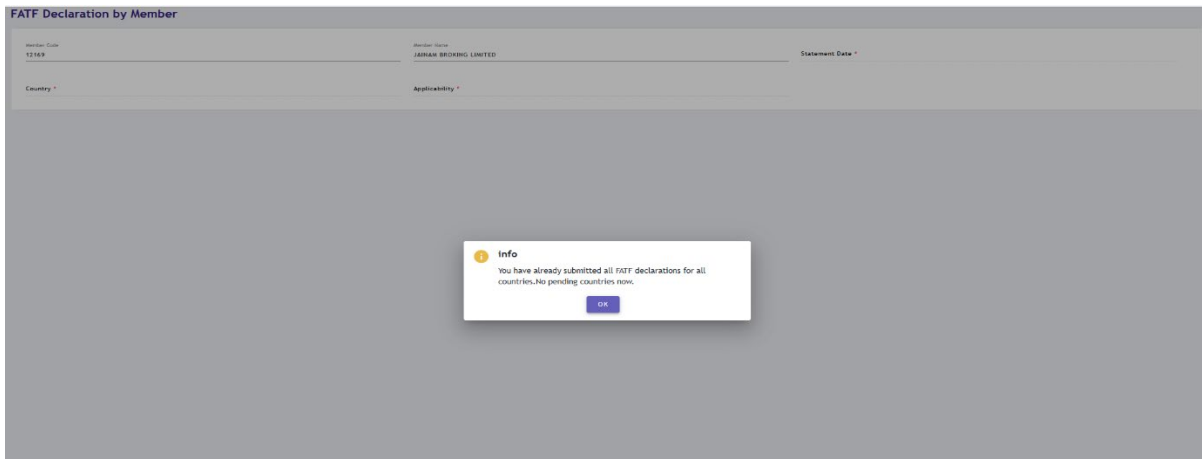 FATF Declaration by Member
Member Code
Member Name
12169
JAINAM BROKING LIMITED
Statement Date *
Country *
Applicability *
info
You have already submitted all FATF declarations for all
countries.No pending countries now.
OK